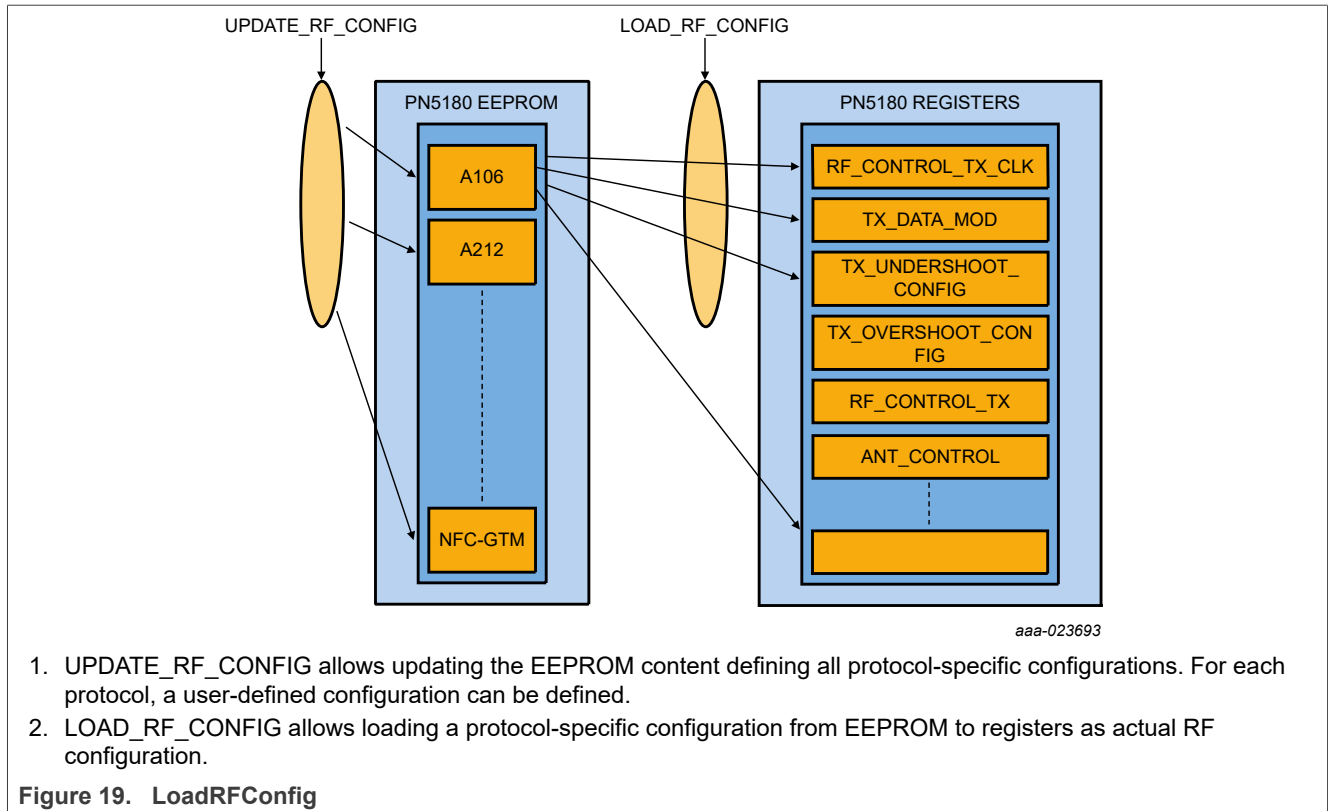 UPDATE_RF_CONFIG
LOAD_RF_CONFIG
PN5180 EEPROM
A106
A212
NFC-GTM
PN5180 REGISTERS
RF_CONTROL_TX_CLK
TX_DATA_MOD
TX_UNDERSHOOT_
CONFIG
TX_OVERSHOOT_CON
FIG
RF_CONTROL_TX
ANT_CONTROL
aaa-023693
1. UPDATE_RF_CONFIG allows updating the EEPROM content defining all protocol-specific configurations. For each
protocol, a user-defined configuration can be defined.
2. LOAD_RF_CONFIG allows loading a protocol-specific configuration from EEPROM to registers as actual RF
configuration.
Figure 19. LoadRFConfig